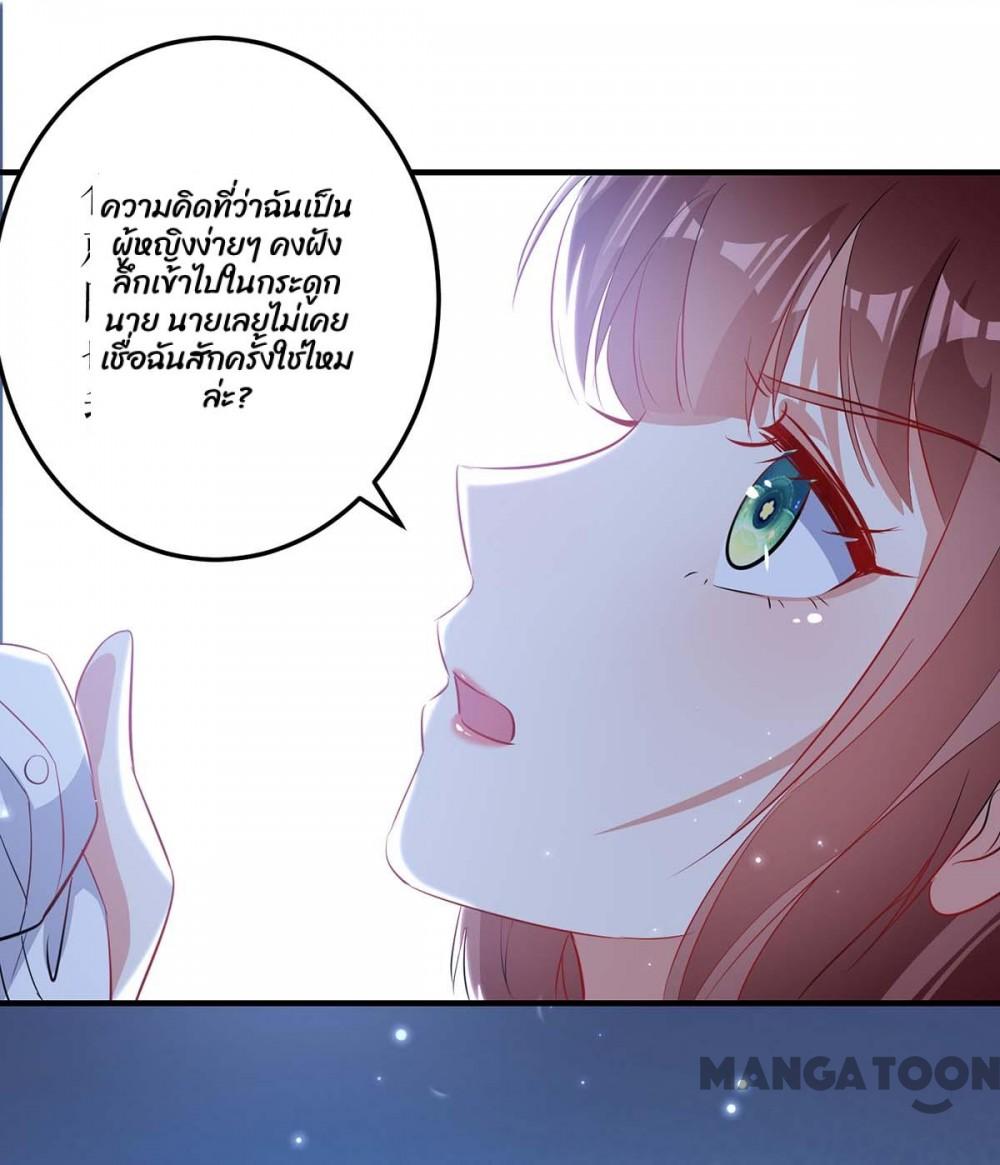 ความคิดที่ว่าฉันเป็น
ผู้หญิงง่ายๆ คงฝัง
ลึกเข้าไปในกระดูก
นาย นายเลยไม่เคย
เชื่อฉันสักครั้งใช่ไหม
ล่ะ?
MANGATOON